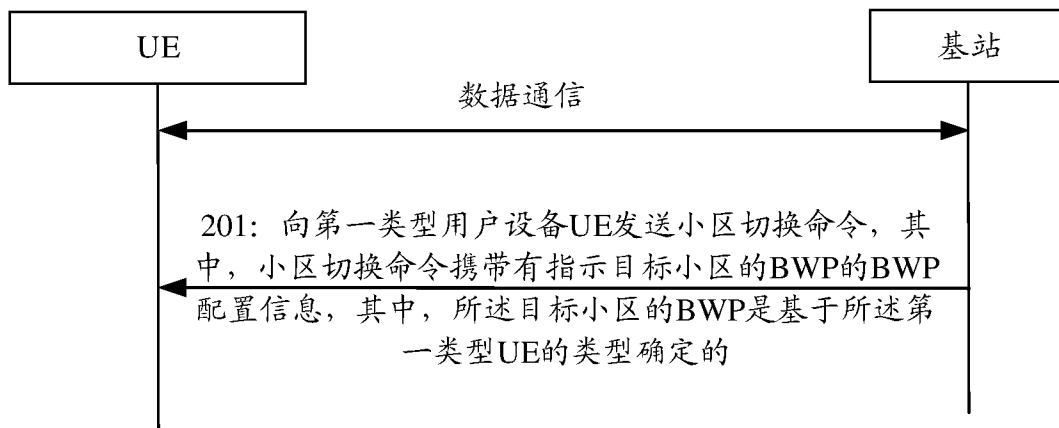 UE
基站
数据通信
201：向第一类型用户设备UE发送小区切换命令，其
中，小区切换命令携带有指示目标小区的BWP的BWP
配置信息，其中，所述目标小区的BWP是基于所述第
一类型UE的类型确定的